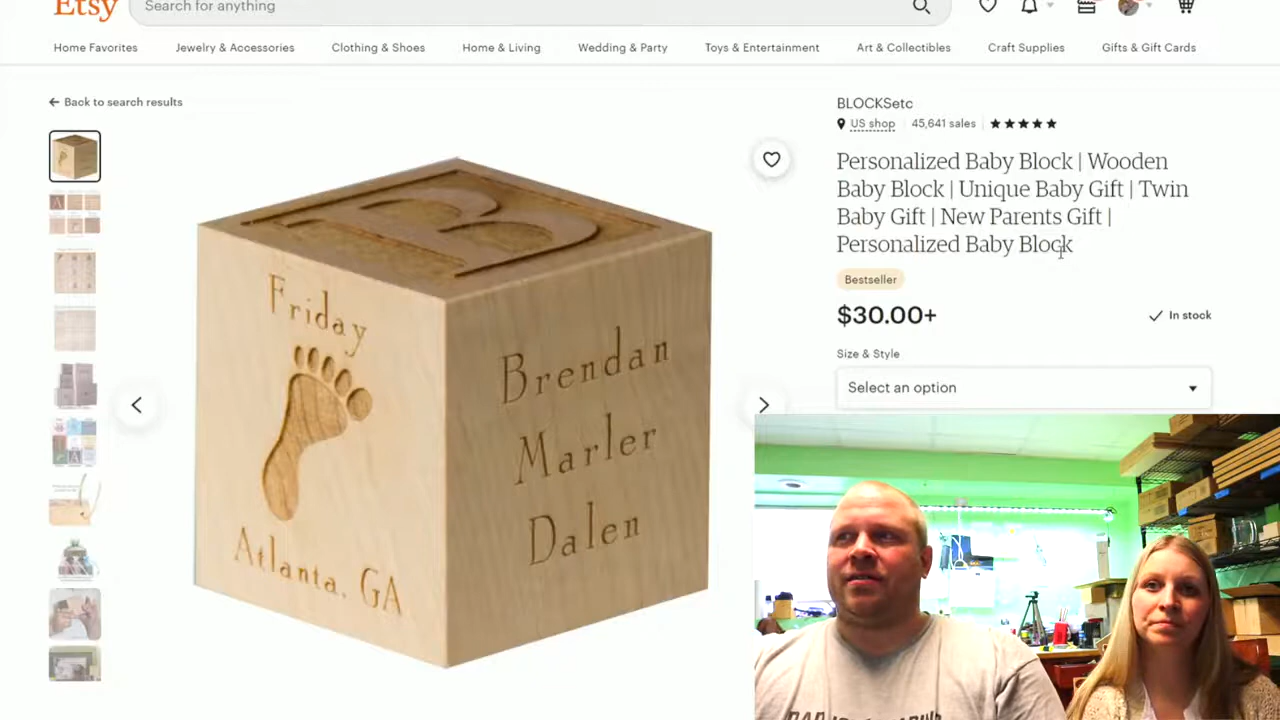 Etsy
Search for anything
Home Favorites Jewelry & Accessories Clothing & Shoes Home & Living Wedding & Party Toys & Entertainment Art & Collectibles Craft Supplies Gifts & Gift Cards
Back to search results
BLOCKSetc
US shop 45,641 sales
Personalized Baby Block | Wooden
Baby Block | Unique Baby Gift | Twin
Baby Gift | New Parents Gift |
Personalized Baby Block
Bestseller
$30.00+ In stock
Size & Style
Select an option
B
Friday
Atlanta, GA
Brendan
Marler
Dalen